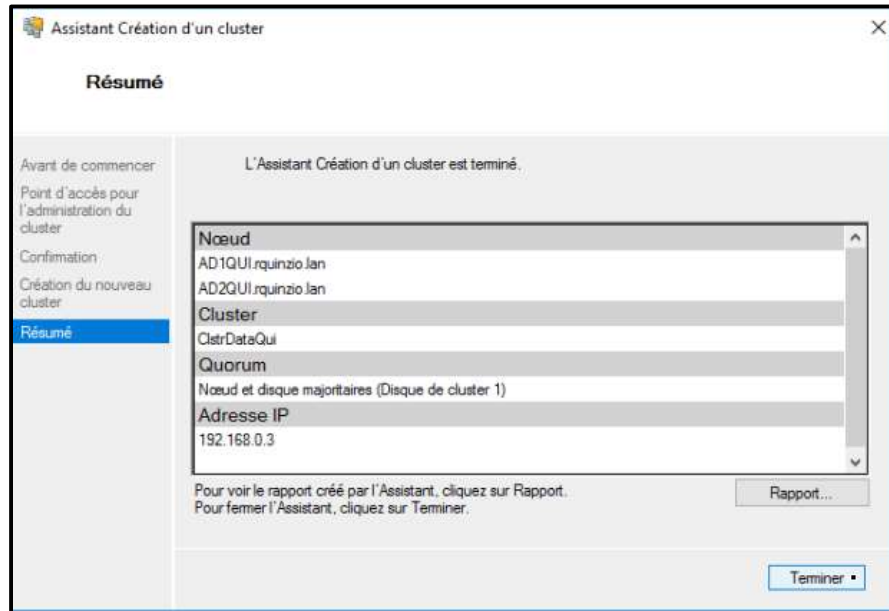 Assistant Création d'un cluster
Résumé
Avant de commencer
Point d'accès pour
l'administration du
cluster
Confirmation
Création du nouveau
cluster
Résumé
L'Assistant Création d'un cluster est terminé.
Nœud
AD1QUI.rquinzio.lan
AD2QUI.rquinzio.lan
Cluster
ClstrDataQui
Quorum
Nœud et disque majoritaires (Disque de cluster 1)
Adresse IP
192.168.0.3
Pour voir le rapport créé par l'Assistant, cliquez sur Rapport.
Pour fermer l'Assistant, cliquez sur Terminer.
Rapport...
Terminer